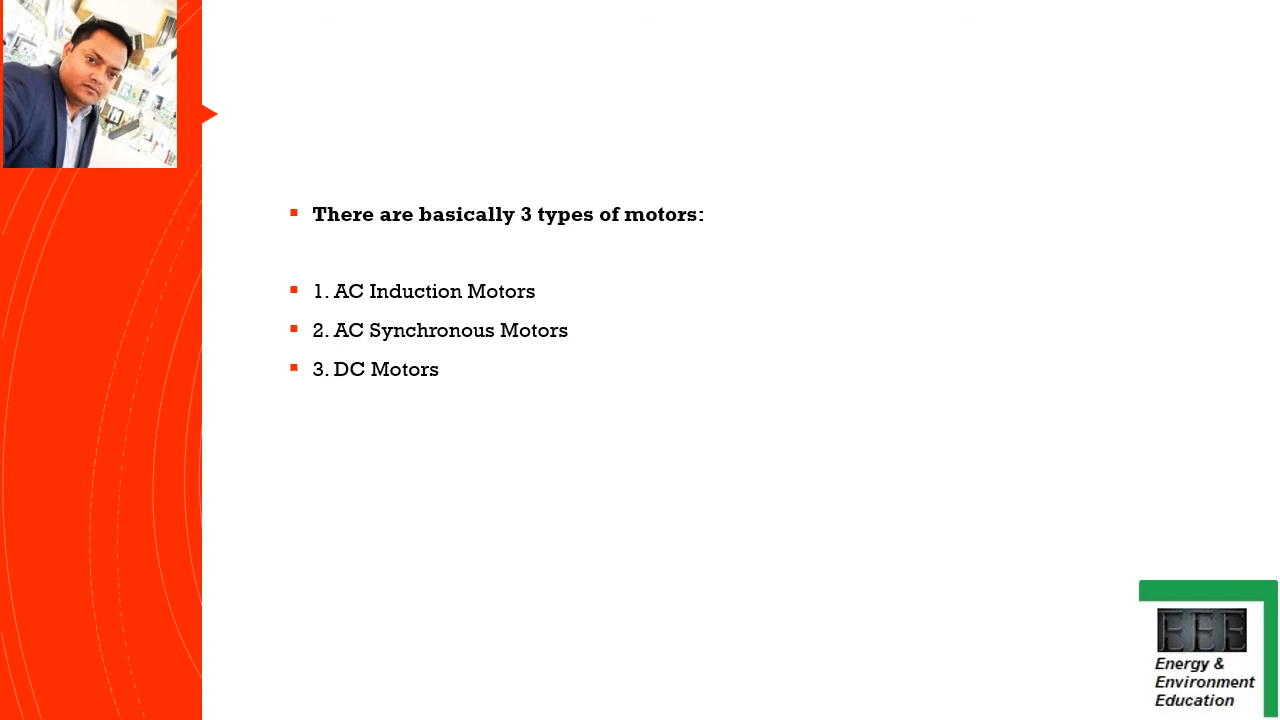 There are basically 3 types of motors:
1. AC Induction Motors
2. AC Synchronous Motors
3. DC Motors
EEE
Energy &
Environment
Education